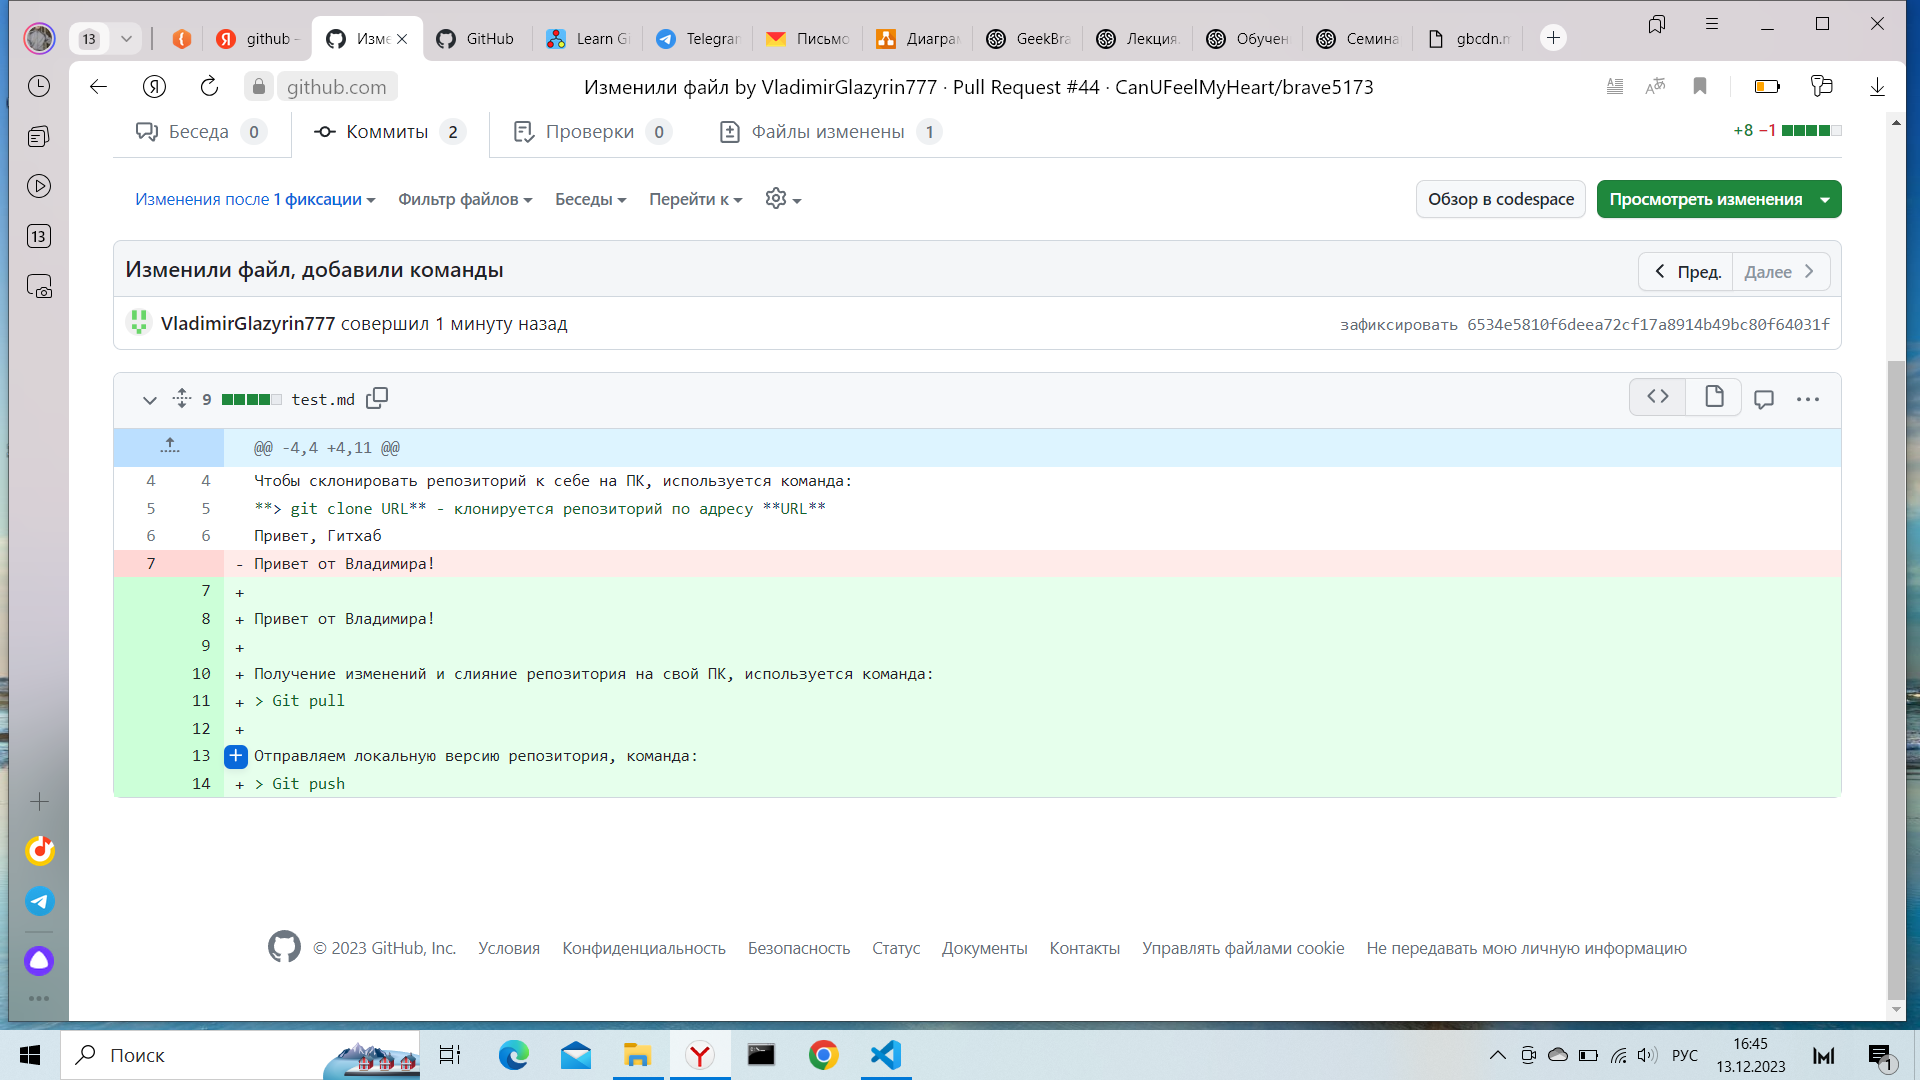 13
github -
Изме
GitHub
Learn G
Telegran
Письмо
Диаграм
GeekBra
Лекция.
Обучен
Семина
gbcdn.m
github.com
Изменили файл by VladimirGlazyrin777 · Pull Request #44 · CanUFeelMyHeart/brave5173
Беседа 0
Коммиты 2
Проверки 0
Файлы изменены 1
+8 −1
Изменения после 1 фиксации
Фильтр файлов
Беседы
Перейти к
Обзор в codespace
Просмотреть изменения
13
Изменили файл, добавили команды
Пред.
Далее
VladimirGlazyrin777 совершил 1 минуту назад
зафиксировать 6534e5810f6deea72cf17a8914b49bc80f64031f
9 test.md
@@ -4,4 +4,11 @@
4 4 Чтобы склонировать репозиторий к себе на ПК, используется команда:
5 5 **> git clone URL** - клонируется репозиторий по адресу **URL**
6 6 Привет, Гитхаб
7 - Привет от Владимира!
7 +
8 + Привет от Владимира!
9 +
10 + Получение изменений и слияние репозитория на свой ПК, используется команда:
11 + > Git pull
12 +
13 + Отправляем локальную версию репозитория, команда:
14 + > Git push
© 2023 GitHub, Inc.
Условия
Конфиденциальность
Безопасность
Статус
Документы
Контакты
Управлять файлами cookie
Не передавать мою личную информацию
Поиск
РУС
16:45
13.12.2023
1